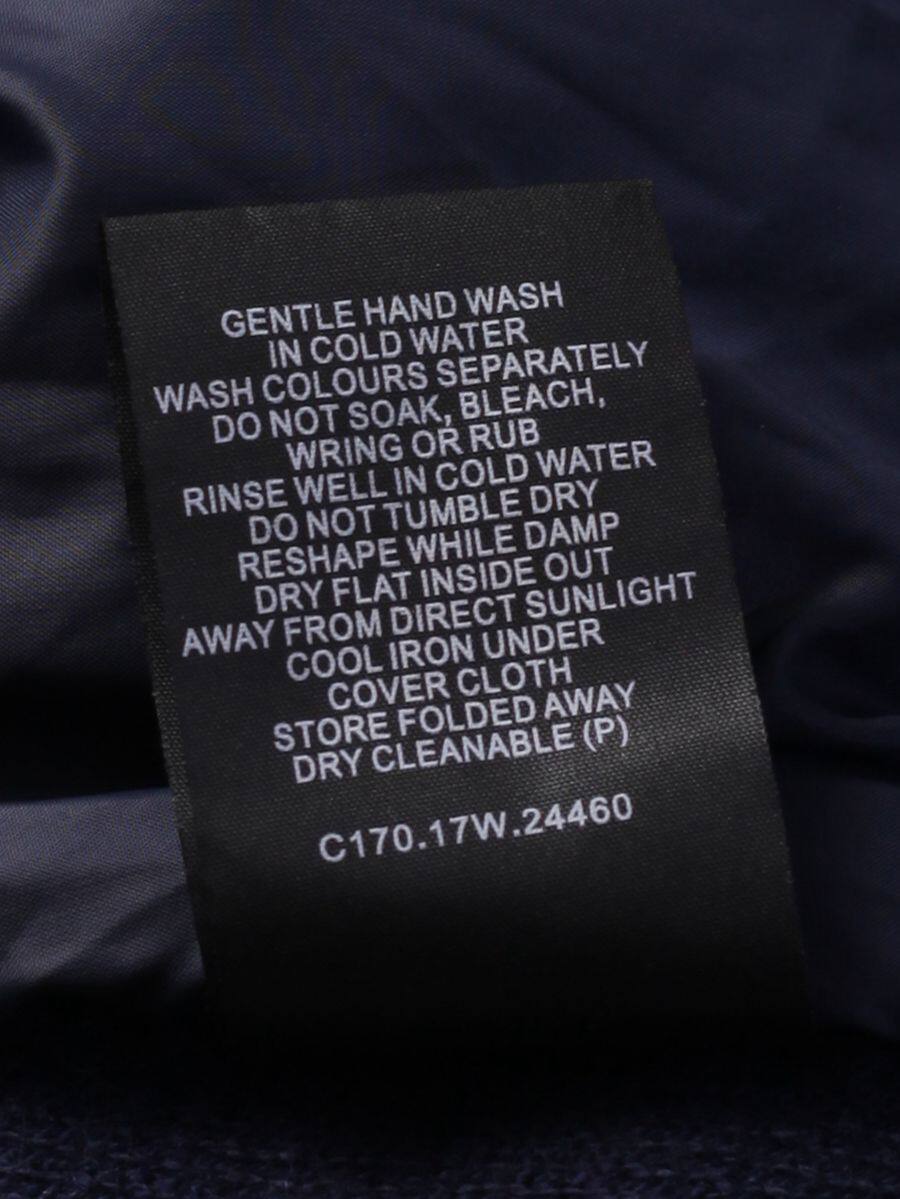 GENTLE HAND WASH
IN COLD WATER
WASH COLOURS SEPARATELY
DO NOT SOAK, BLEACH,
WRING OR RUB
RINSE WELL IN COLD WATER
DO NOT TUMBLE DRY
RESHAPE WHILE DAMP
DRY FLAT INSIDE OUT
AWAY FROM DIRECT SUNLIGHT
COOL IRON UNDER
COVER CLOTH
STORE FOLDED AWAY
DRY CLEANABLE (P)
C170.17W.24460